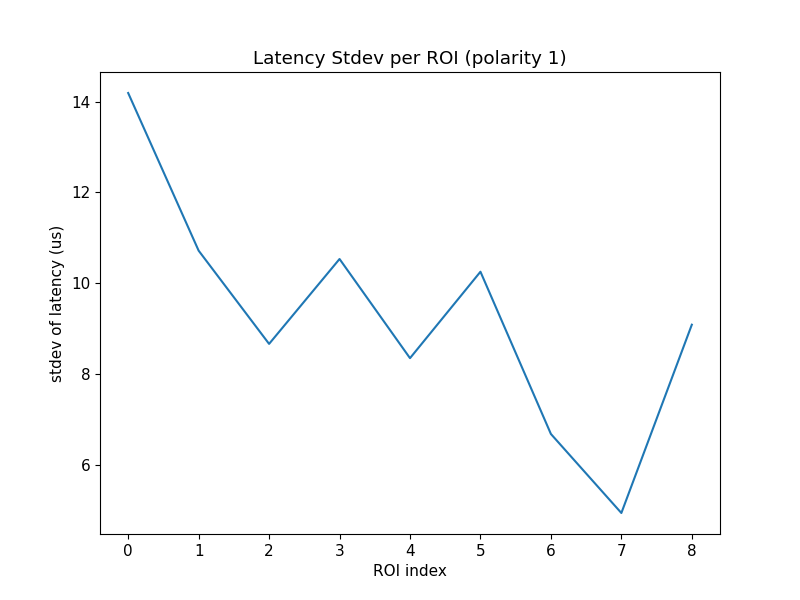 Latency Stdev per ROI (polarity 1)
stdev of latency (us)
14
12
10
8
6
0 1 2 3 4 5 6 7 8
ROI index